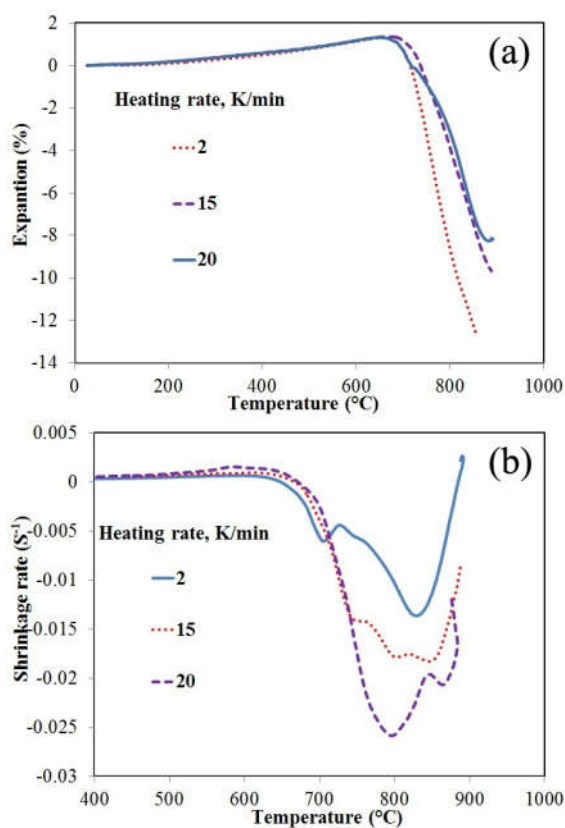 2
(a)
0
Heating rate, K/min
-2
2
-4
15
-6
20
-8
-10
-12
-14
Expantion (%)
0 200 400 600 800 1000
Temperature (°C)
0.005
(b)
0
-0.005
Heating rate, K/min
-0.01
2
-0.015
15
-0.02
20
-0.025
-0.03
Shrinkage rate (S⁻¹)
400 500 600 700 800 900 1000
Temperature (°C)